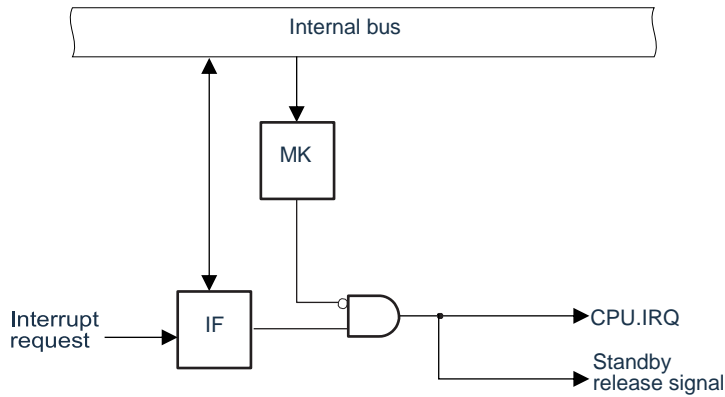 Internal bus
MK
Interrupt
request
IF
CPU.IRQ
Standby
release signal